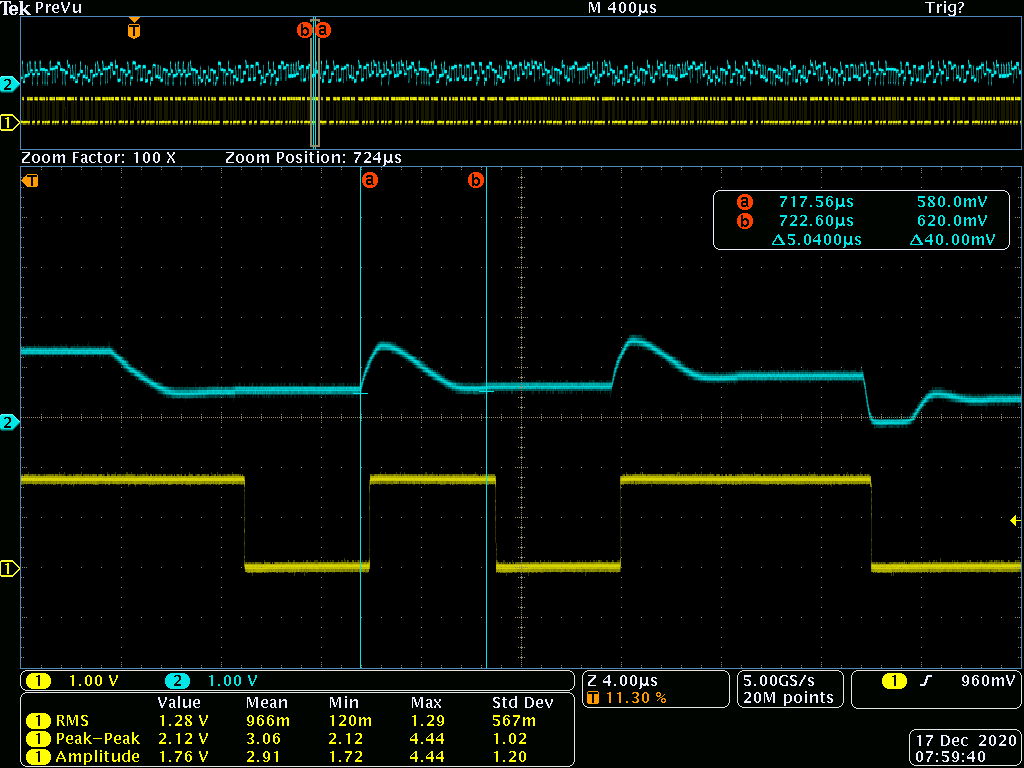 Tek PreVu M 400µs Trig?
T b a
2
1
Zoom Factor: 100 X Zoom Position: 724µs
T a b
a 717.56µs 580.0mV
b 722.60µs 620.0mV
Δ5.0400µs Δ40.00mV
2
1
1 1.00 V 2 1.00 V
Z 4.00µs
T 11.30 %
5.00GS/s
20M points
1 960mV
Value Mean Min Max Std Dev
1 RMS 1.28 V 966m 120m 1.29 567m
1 Peak–Peak 2.12 V 3.06 2.12 4.44 1.02
1 Amplitude 1.76 V 2.91 1.72 4.44 1.20
17 Dec 2020
07:59:40